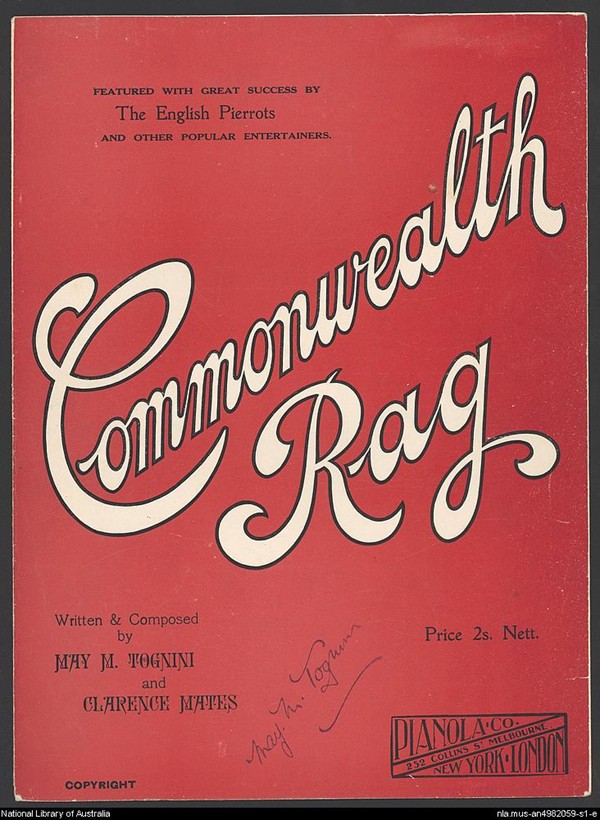 FEATURED WITH GREAT SUCCESS BY
The English Pierrots
AND OTHER POPULAR ENTERTAINERS.
Commonwealth
Rag
Written & Composed
by
MAY M. TOGNINI
and
CLARENCE MATES
Price 2s. Nett.
May M. Tognini
PIANOLA·CO.
252 COLLINS ST MELBOURNE.
NEW YORK·LONDON
COPYRIGHT
National Library of Australia
nla.mus-an4982059-s1-e